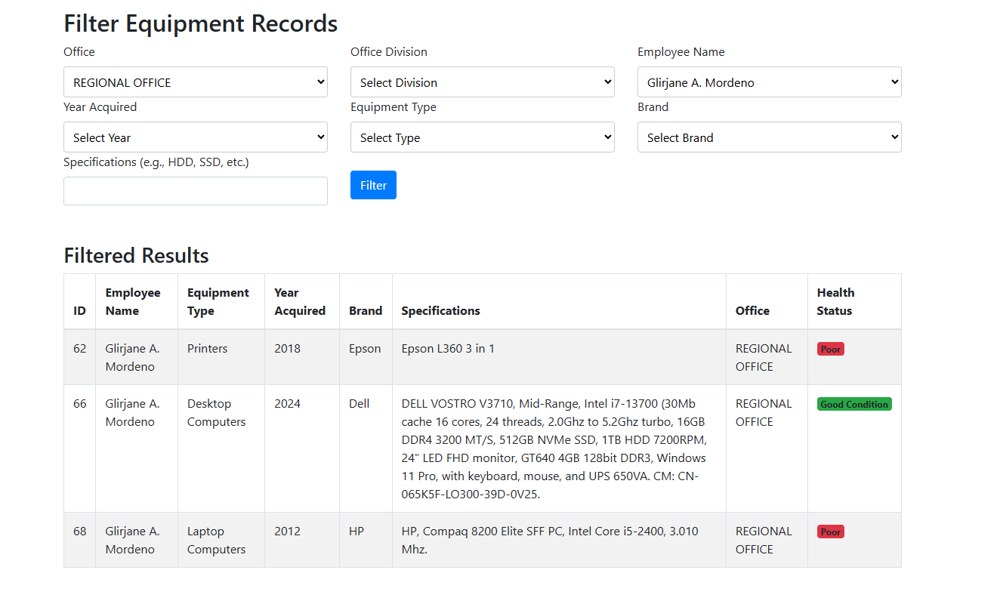 Filter Equipment Records
Office
Office Division
Employee Name
REGIONAL OFFICE
Select Division
Glirjane A. Mordeno
Year Acquired
Equipment Type
Brand
Select Year
Select Type
Select Brand
Specifications (e.g., HDD, SSD, etc.)
Filter
Filtered Results
ID
Employee
Name
Equipment
Type
Year
Acquired
Brand
Specifications
Office
Health
Status
62
Glirjane A.
Mordeno
Printers
2018
Epson
Epson L360 3 in 1
REGIONAL
OFFICE
Poor
66
Glirjane A.
Mordeno
Desktop
Computers
2024
Dell
DELL VOSTRO V3710, Mid-Range, Intel i7-13700 (30Mb
cache 16 cores, 24 threads, 2.0Ghz to 5.2Ghz turbo, 16GB
DDR4 3200 MT/S, 512GB NVMe SSD, 1TB HDD 7200RPM,
24" LED FHD monitor, GT640 4GB 128bit DDR3, Windows
11 Pro, with keyboard, mouse, and UPS 650VA. CM: CN-
065K5F-LO300-39D-0V25.
REGIONAL
OFFICE
Good Condition
68
Glirjane A.
Mordeno
Laptop
Computers
2012
HP
HP, Compaq 8200 Elite SFF PC, Intel Core i5-2400, 3.010
Mhz.
REGIONAL
OFFICE
Poor